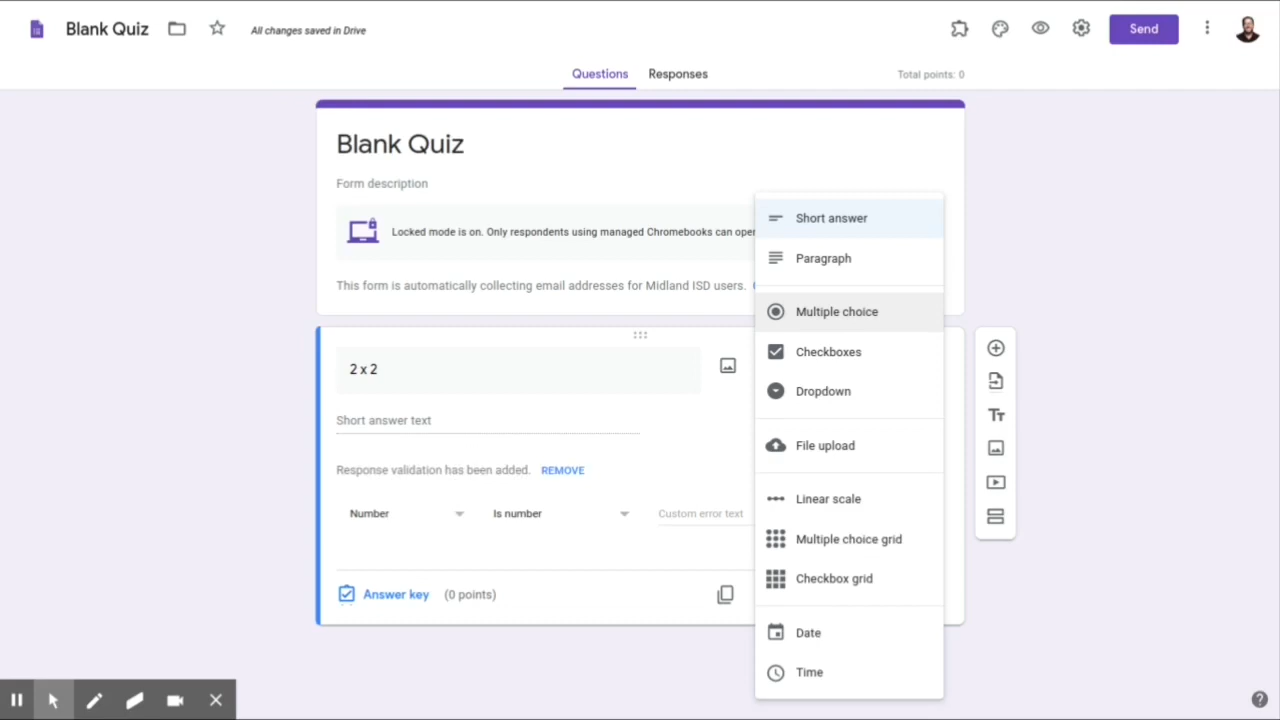 Blank Quiz
All changes saved in Drive
Send
Questions
Responses
Total points: 0
Blank Quiz
Form description
Locked mode is on. Only respondents using managed Chromebooks can oper
This form is automatically collecting email addresses for Midland ISD users.
2 x 2
Short answer text
Response validation has been added. REMOVE
Number
Is number
Custom error text
Answer key (0 points)
Short answer
Paragraph
Multiple choice
Checkboxes
Dropdown
File upload
Linear scale
Multiple choice grid
Checkbox grid
Date
Time
Tт